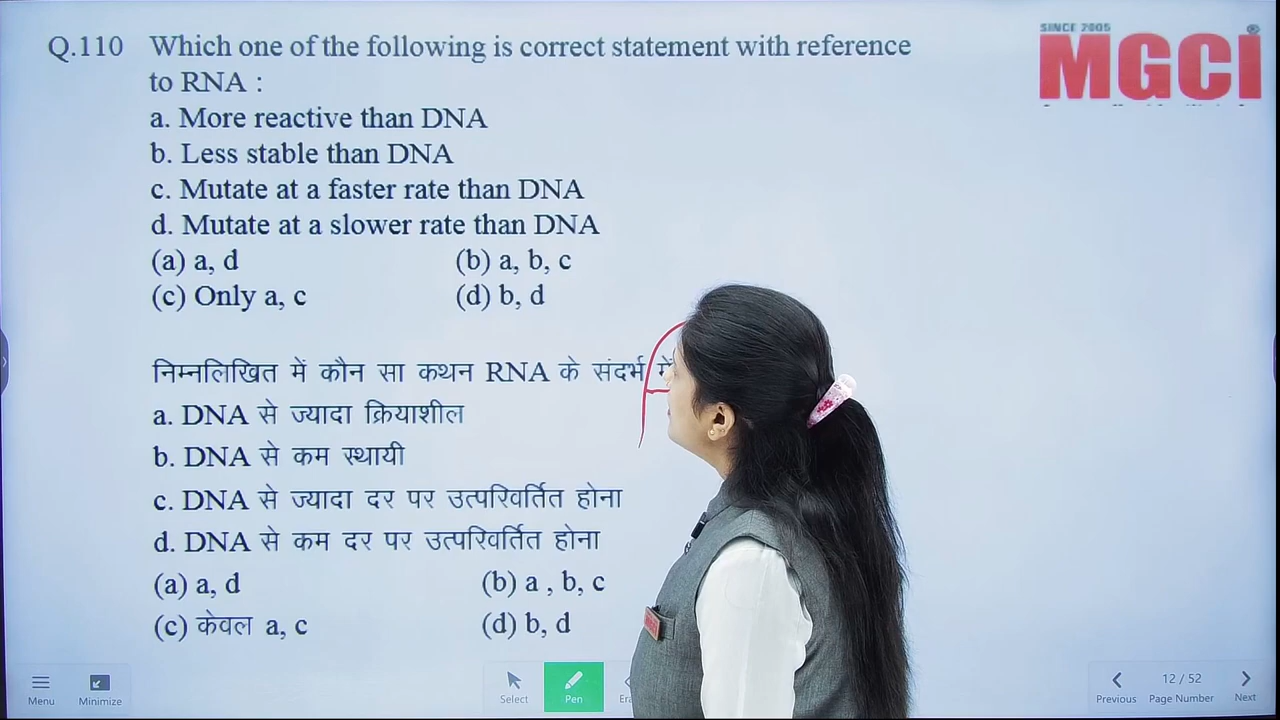 SINCE 2005
MGCI®
Q.110 Which one of the following is correct statement with reference
to RNA :
a. More reactive than DNA
b. Less stable than DNA
c. Mutate at a faster rate than DNA
d. Mutate at a slower rate than DNA
(a) a, d (b) a, b, c
(c) Only a, c (d) b, d
निम्नलिखित में कौन सा कथन RNA के संदर्भ में
a. DNA से ज्यादा क्रियाशील
b. DNA से कम स्थायी
c. DNA से ज्यादा दर पर उत्परिवर्तित होना
d. DNA से कम दर पर उत्परिवर्तित होना
(a) a, d (b) a , b, c
(c) केवल a, c (d) b, d
Menu Minimize Select Pen Previous 12 / 52 Page Number Next